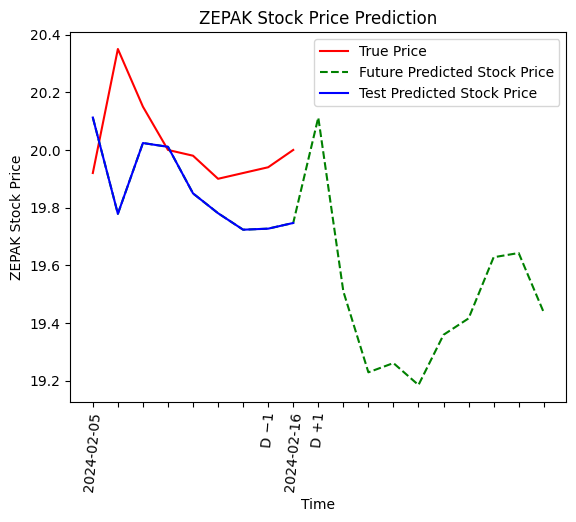 ZEPAK Stock Price Prediction
True Price
Future Predicted Stock Price
Test Predicted Stock Price
ZEPAK Stock Price
20.4
20.2
20.0
19.8
19.6
19.4
19.2
2024-02-05
D −1
2024-02-16
D +1
Time